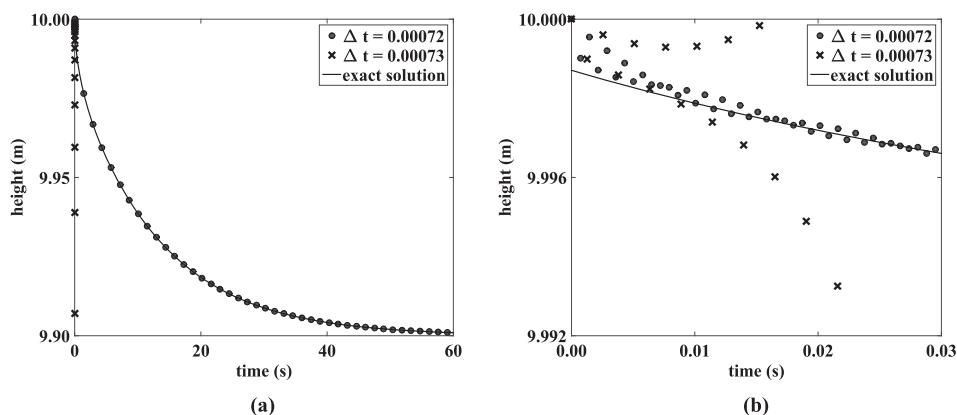 10.000
9.95
9.90
height (m)
0
20
40
60
time (s)
Δ t = 0.00072
Δ t = 0.00073
exact solution
(a)
10.000
9.996
9.992
height (m)
0.00
0.01
0.02
0.03
time (s)
Δ t = 0.00072
Δ t = 0.00073
exact solution
(b)